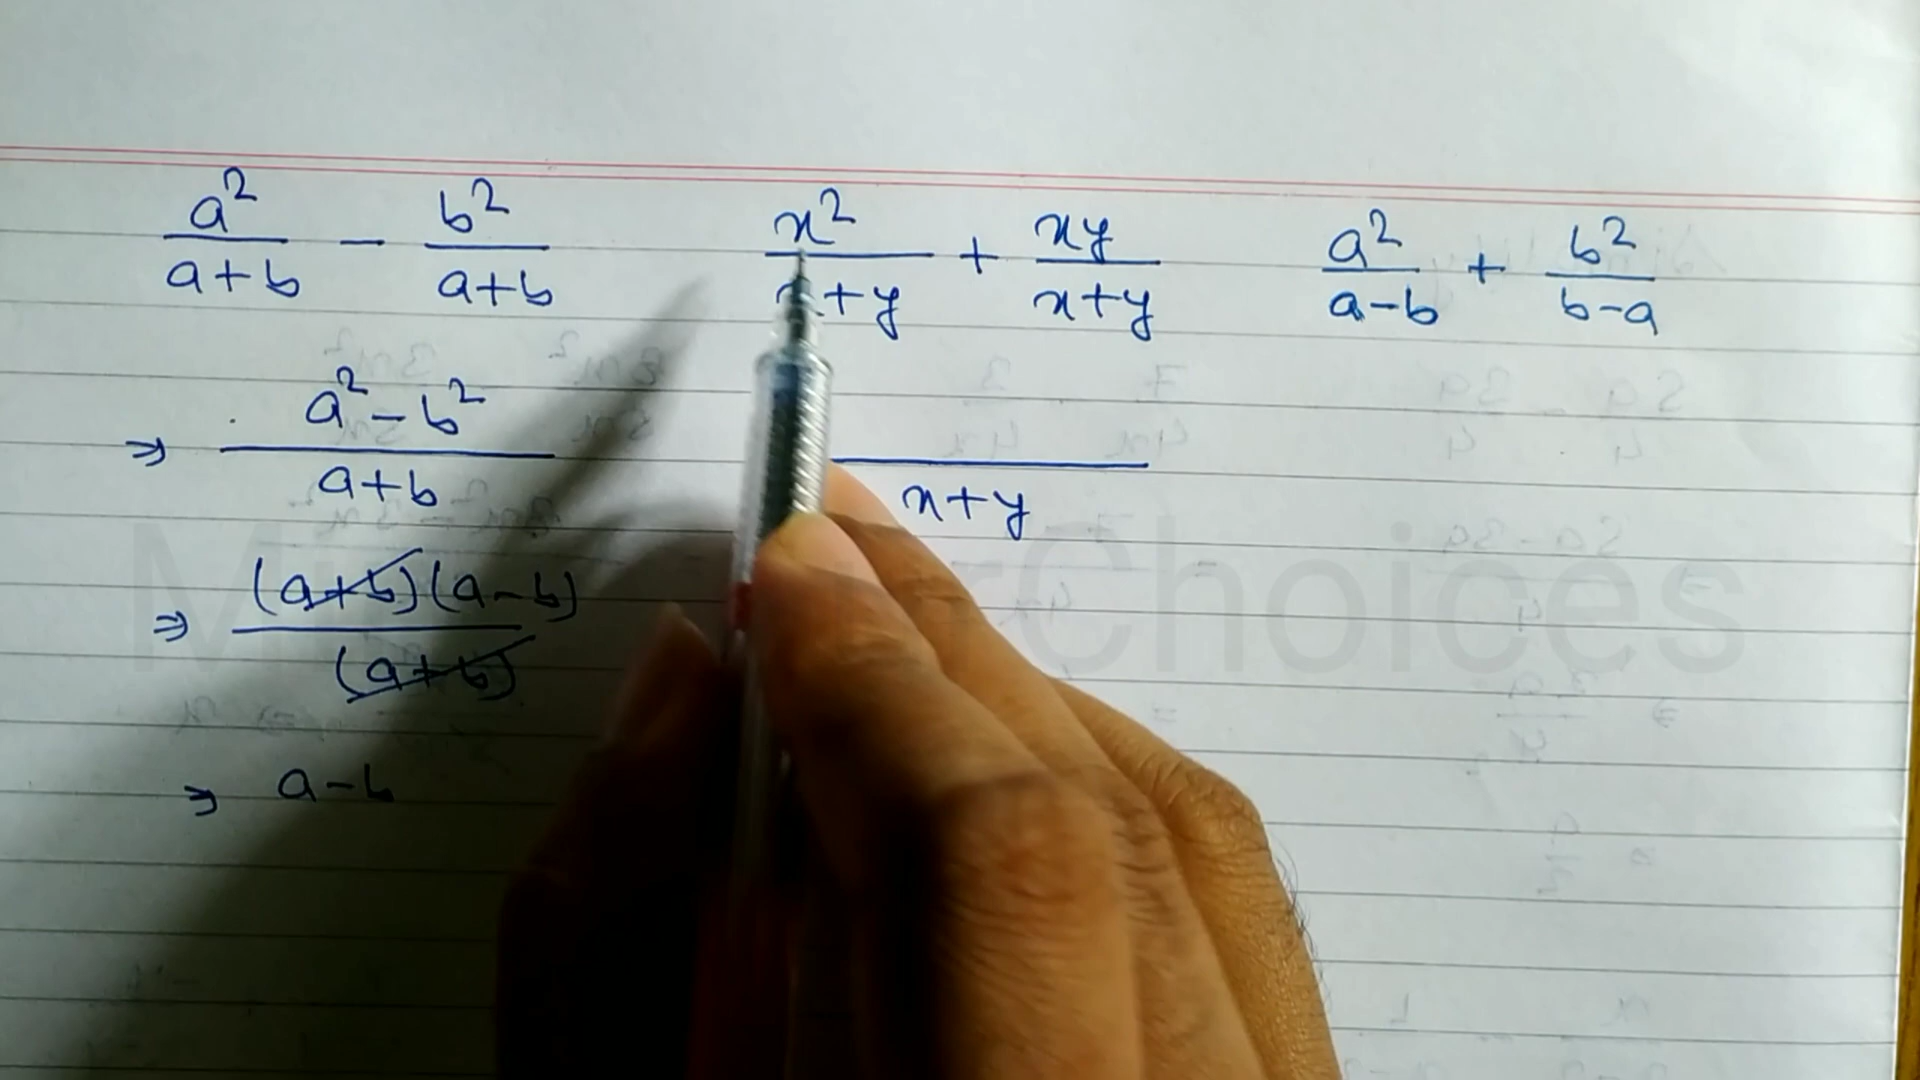 a²/(a+b) − b²/(a+b)
⇒ (a² − b²)/(a+b)
⇒ (a+b)(a−b)/(a+b)
⇒ a−b
x²/(x+y) + xy/(x+y)
/(x+y)
a²/(a−b) + b²/(b−a)